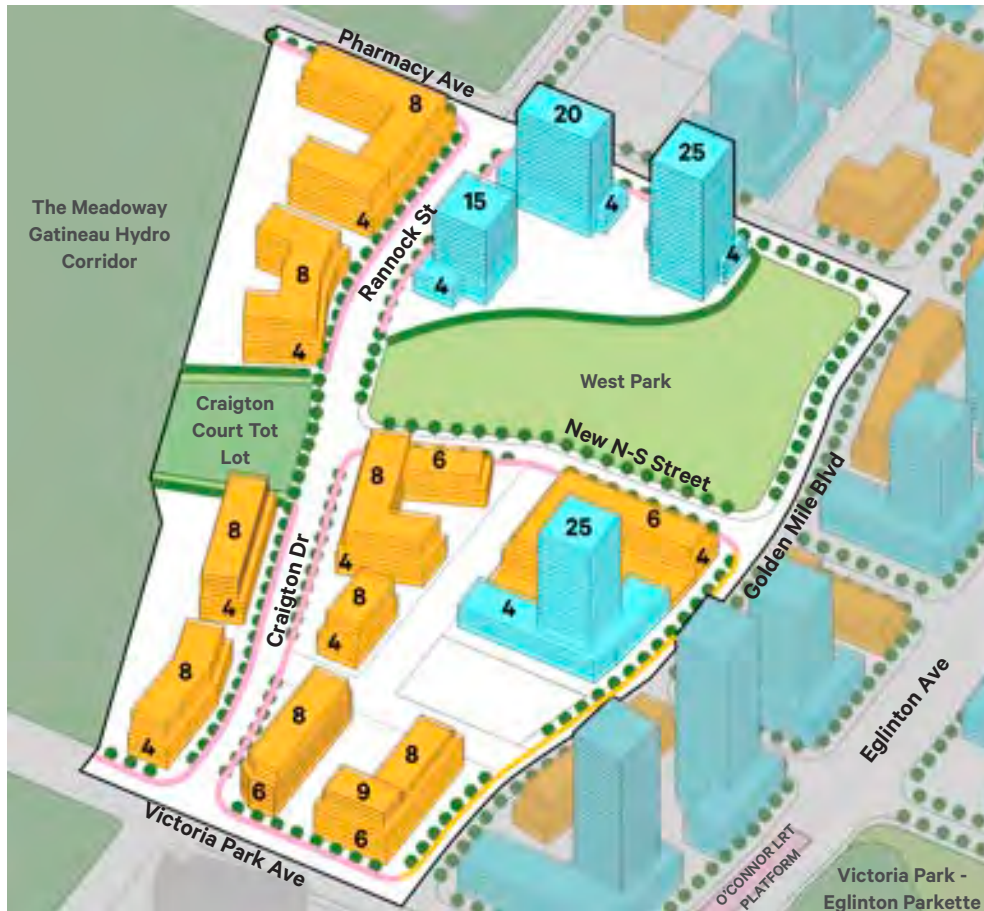 Pharmacy Ave
8
20
25
The Meadoway
Gatineau Hydro
Corridor
4
15
4
Rannock St
4
4
8
4
West Park
Craigton
Court Tot
Lot
New N-S Street
8
6
8
25
6
4
Golden Mile Blvd
Craigton Dr
4
8
4
4
4
8
8
Eglinton Ave
4
8
6
9
6
Victoria Park Ave
O'CONNOR LRT
PLATFORM
Victoria Park -
Eglinton Parkette